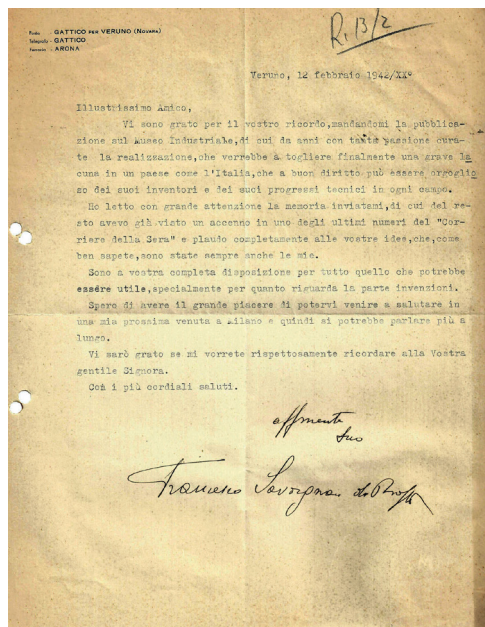 R. 13/2
Posta - GATTICO PER VERUNO (NOVARA)
Telegrafo - GATTICO
Ferrovia - ARONA
Veruno, 12 febbraio 1942/XX°
Illustrissimo Amico,
Vi sono grato per il vostro ricordo,mandandomi la pubblica-
zione sul Museo Industriale,di cui da anni con tanta passione cura-
te la realizzazione,che verrebbe a togliere finalmente una grave la
cuna in un paese come l'Italia,che a buon diritto può essere orgoglio
so dei suoi inventori e dei suoi progressi tecnici in ogni campo.
Ho letto con grande attenzione la memoria inviatami,di cui del re-
sto avevo già visto un accenno in uno degli ultimi numeri del "Cor-
riere della Sera" e plaudo completamente alle vostre idee,che,come
ben sapete,sono state sempre anche le mie.
Sono a vostra completa disposizione per tutto quello che potrebbe
essere utile,specialmente per quanto riguarda la parte invenzioni.
Spero di avere il grande piacere di potervi venire a salutare in
una mia prossima venuta a Milano e quindi si potrebbe parlare più a
lungo.
Vi sarò grato se mi vorrete rispettosamente ricordare alla Vostra
gentile Signora.
Con i più cordiali saluti.
affmente
suo
Francesco Savorgnan di Brazzà